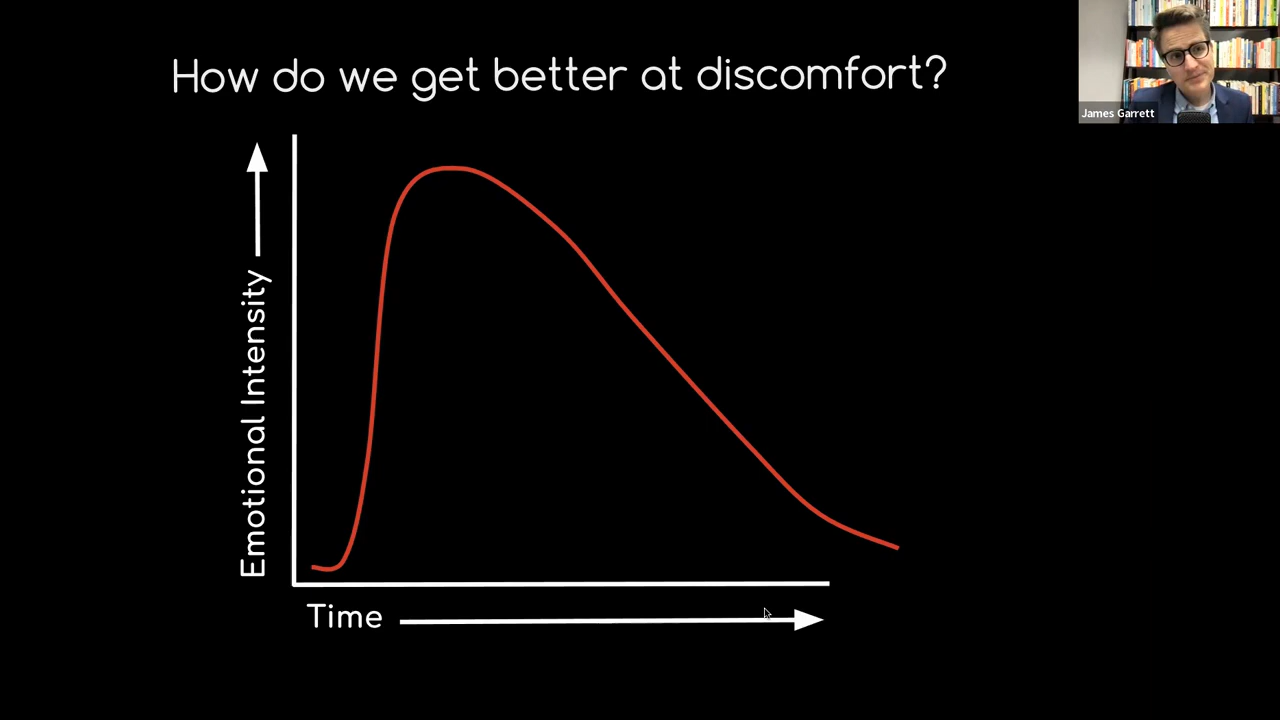 How do we get better at discomfort?
James Garrett
Emotional Intensity
Time